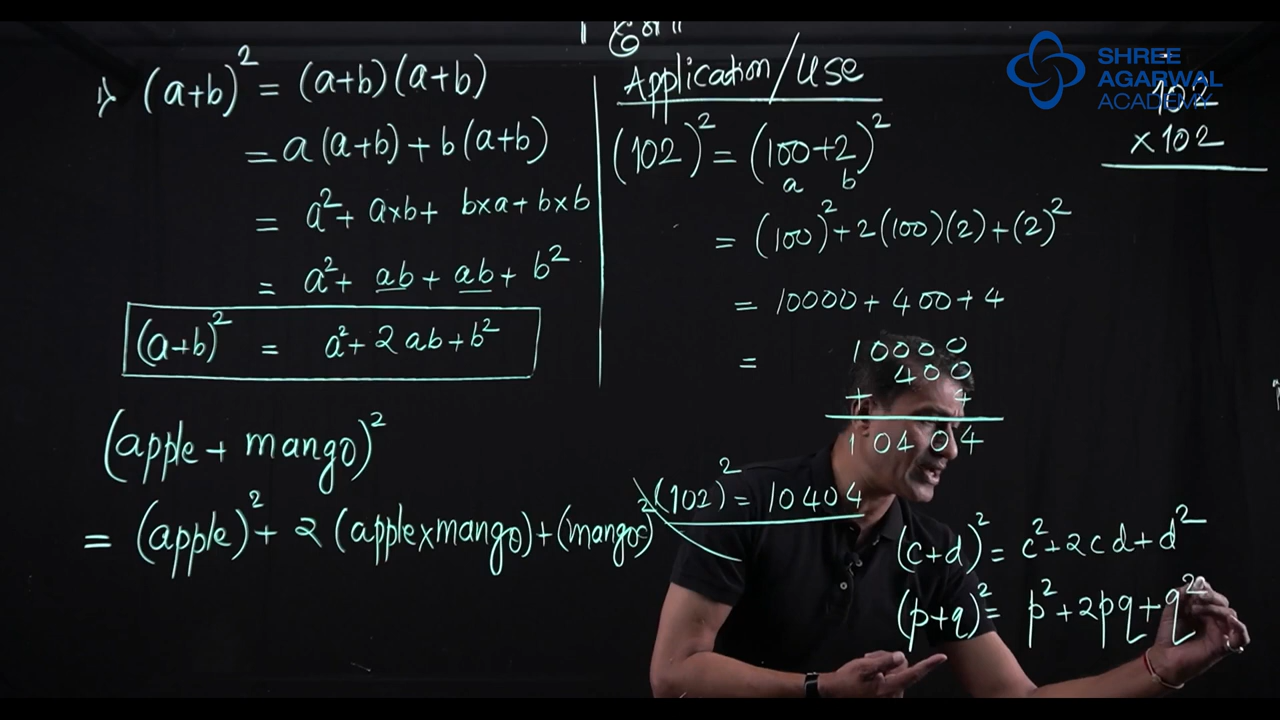 1> (a+b)² = (a+b)(a+b)
= a(a+b) + b(a+b)
= a² + a×b + b×a + b×b
= a² + ab + ab + b²
(a+b)² = a² + 2ab + b²
(apple + mango)²
= (apple)² + 2(apple×mango) + (mango)²
Application/Use
(102)² = (100+2)²
a b
= (100)² + 2(100)(2) + (2)²
= 10000 + 400 + 4
= 10000
400
+ 4
10404
(102)² = 10404
(c+d)² = c² + 2cd + d²
(p+q)² = p² + 2pq + q²
SHREE
AGARWAL
ACADEMY
102
×102